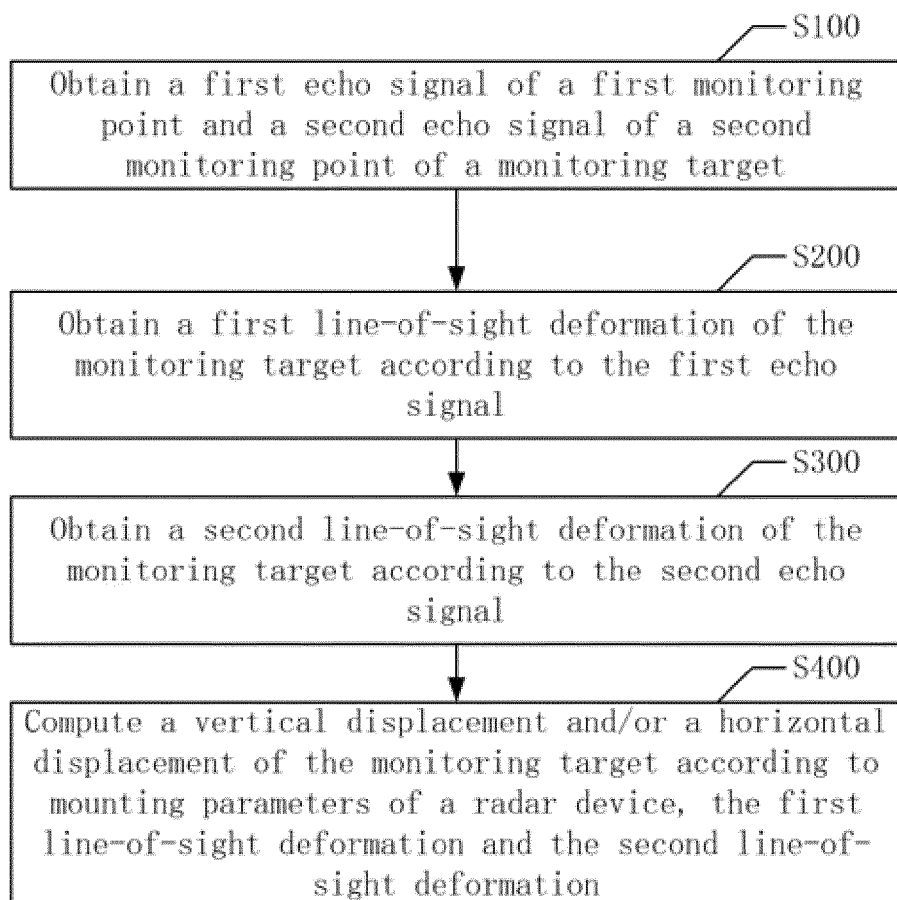 S100
Obtain a first echo signal of a first monitoring
point and a second echo signal of a second
monitoring point of a monitoring target
S200
Obtain a first line-of-sight deformation of the
monitoring target according to the first echo
signal
S300
Obtain a second line-of-sight deformation of the
monitoring target according to the second echo
signal
S400
Compute a vertical displacement and/or a horizontal
displacement of the monitoring target according to
mounting parameters of a radar device, the first
line-of-sight deformation and the second line-of-
sight deformation